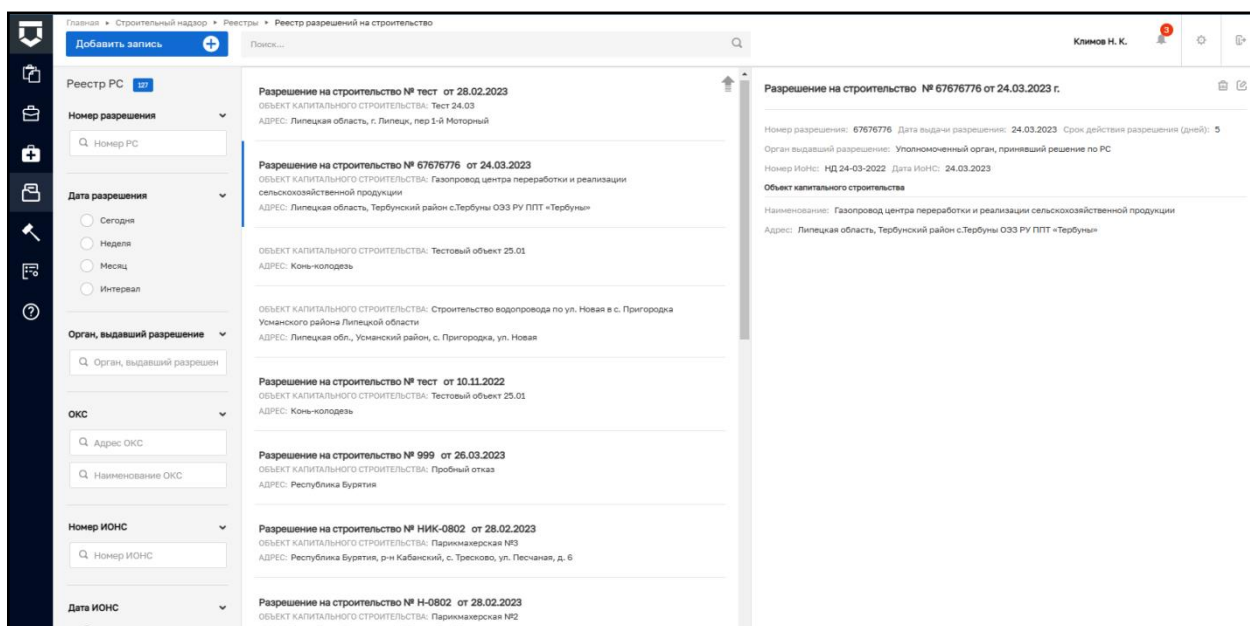 Главная ▸ Строительный надзор ▸ Реестры ▸ Реестр разрешений на строительство
Добавить запись
Поиск...
Климов Н. К.
3
Реестр РС 127
Номер разрешения
Номер РС
Дата разрешения
Сегодня
Неделя
Месяц
Интервал
Орган, выдавший разрешение
Орган, выдавший разрешен
ОКС
Адрес ОКС
Наименование ОКС
Номер ИОНС
Номер ИОНС
Дата ИОНС
Разрешение на строительство № тест от 28.02.2023
ОБЪЕКТ КАПИТАЛЬНОГО СТРОИТЕЛЬСТВА: Тест 24.03
АДРЕС: Липецкая область, г. Липецк, пер 1-й Моторный
Разрешение на строительство № 67676776 от 24.03.2023
ОБЪЕКТ КАПИТАЛЬНОГО СТРОИТЕЛЬСТВА: Газопровод центра переработки и реализации
сельскохозяйственной продукции
АДРЕС: Липецкая область, Тербунский район с.Тербуны ОЭЗ РУ ППТ «Тербуны»
ОБЪЕКТ КАПИТАЛЬНОГО СТРОИТЕЛЬСТВА: Тестовый объект 25.01
АДРЕС: Конь-колодезь
ОБЪЕКТ КАПИТАЛЬНОГО СТРОИТЕЛЬСТВА: Строительство водопровода по ул. Новая в с. Пригородка
Усманского района Липецкой области
АДРЕС: Липецкая обл., Усманский район, с. Пригородка, ул. Новая
Разрешение на строительство № тест от 10.11.2022
ОБЪЕКТ КАПИТАЛЬНОГО СТРОИТЕЛЬСТВА: Тестовый объект 25.01
АДРЕС: Конь-колодезь
Разрешение на строительство № 999 от 26.03.2023
ОБЪЕКТ КАПИТАЛЬНОГО СТРОИТЕЛЬСТВА: Пробный отказ
АДРЕС: Республика Бурятия
Разрешение на строительство № НИК-0802 от 28.02.2023
ОБЪЕКТ КАПИТАЛЬНОГО СТРОИТЕЛЬСТВА: Парикмахерская №3
АДРЕС: Республика Бурятия, р-н Кабанский, с. Тресково, ул. Песчаная, д. 6
Разрешение на строительство № Н-0802 от 28.02.2023
ОБЪЕКТ КАПИТАЛЬНОГО СТРОИТЕЛЬСТВА: Парикмахерская №2
Разрешение на строительство № 67676776 от 24.03.2023 г.
Номер разрешения: 67676776 Дата выдачи разрешения: 24.03.2023 Срок действия разрешения (дней): 5
Орган выдавший разрешение: Уполномоченный орган, принявший решение по РС
Номер ИоНс: НД 24-03-2022 Дата ИоНС: 24.03.2023
Объект капитального строительства
Наименование: Газопровод центра переработки и реализации сельскохозяйственной продукции
Адрес: Липецкая область, Тербунский район с.Тербуны ОЭЗ РУ ППТ «Тербуны»